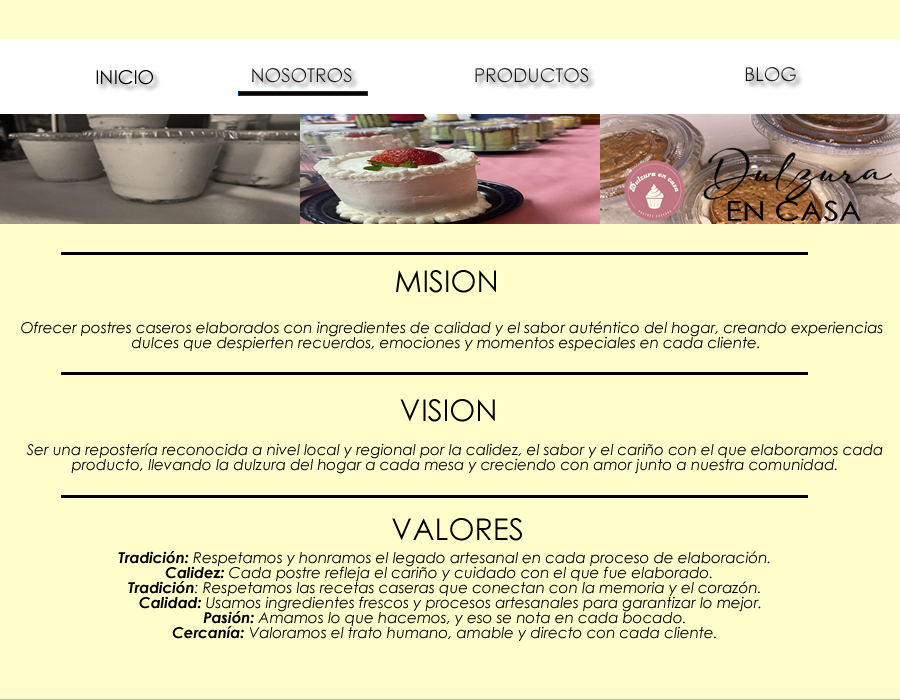 INICIO NOSOTROS PRODUCTOS BLOG
Dulzura en casa
Dulzura
EN CASA
MISION
Ofrecer postres caseros elaborados con ingredientes de calidad y el sabor auténtico del hogar, creando experiencias
dulces que despierten recuerdos, emociones y momentos especiales en cada cliente.
VISION
Ser una repostería reconocida a nivel local y regional por la calidez, el sabor y el cariño con el que elaboramos cada
producto, llevando la dulzura del hogar a cada mesa y creciendo con amor junto a nuestra comunidad.
VALORES
Tradición: Respetamos y honramos el legado artesanal en cada proceso de elaboración.
Calidez: Cada postre refleja el cariño y cuidado con el que fue elaborado.
Tradición: Respetamos las recetas caseras que conectan con la memoria y el corazón.
Calidad: Usamos ingredientes frescos y procesos artesanales para garantizar lo mejor.
Pasión: Amamos lo que hacemos, y eso se nota en cada bocado.
Cercanía: Valoramos el trato humano, amable y directo con cada cliente.